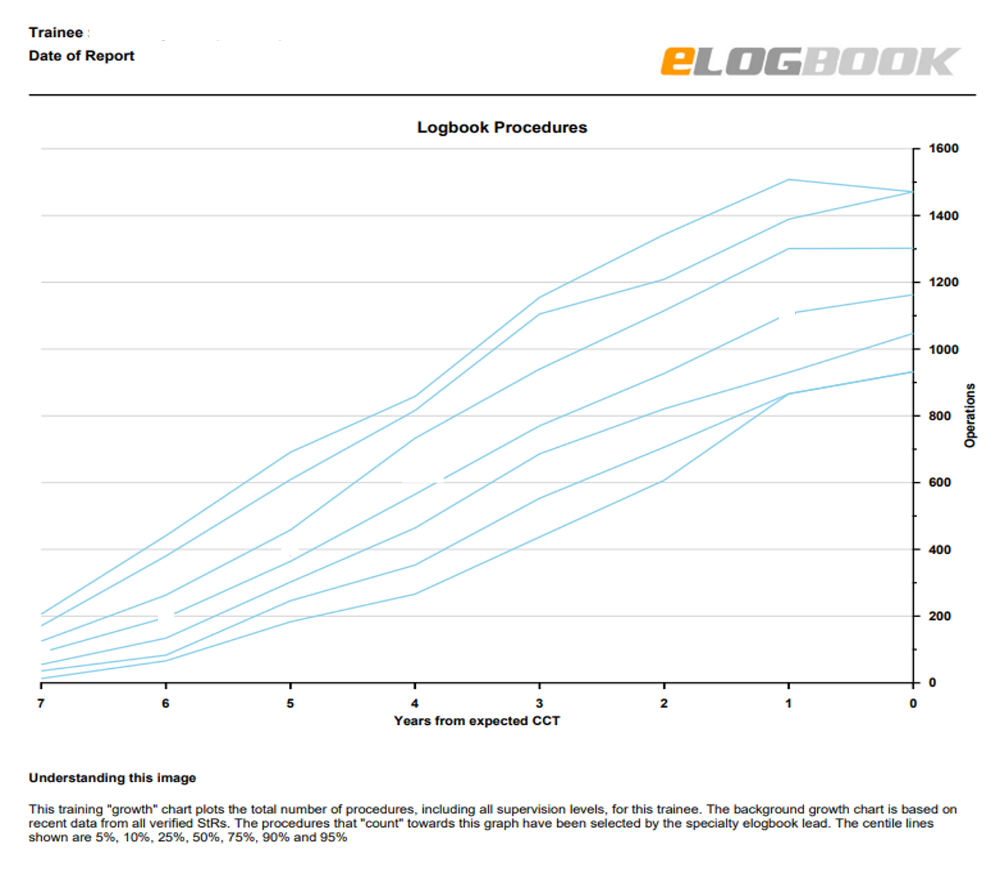 Trainee :
Date of Report
eLOGBOOK
Logbook Procedures
1600
1400
1200
1000
800
600
400
200
0
Operations
7 6 5 4 3 2 1 0
Years from expected CCT
Understanding this image
This training "growth" chart plots the total number of procedures, including all supervision levels, for this trainee. The background growth chart is based on
recent data from all verified StRs. The procedures that "count" towards this graph have been selected by the specialty elogbook lead. The centile lines
shown are 5%, 10%, 25%, 50%, 75%, 90% and 95%